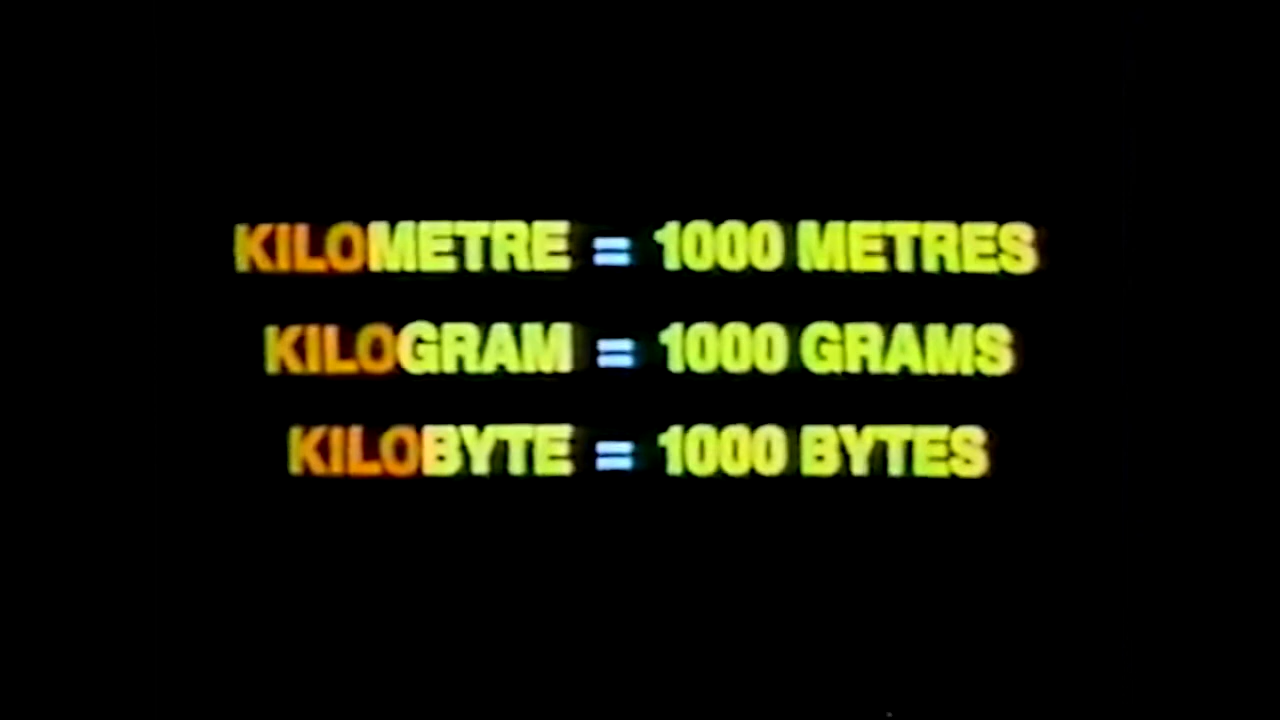 KILOMETRE = 1000 METRES
KILOGRAM = 1000 GRAMS
KILOBYTE = 1000 BYTES